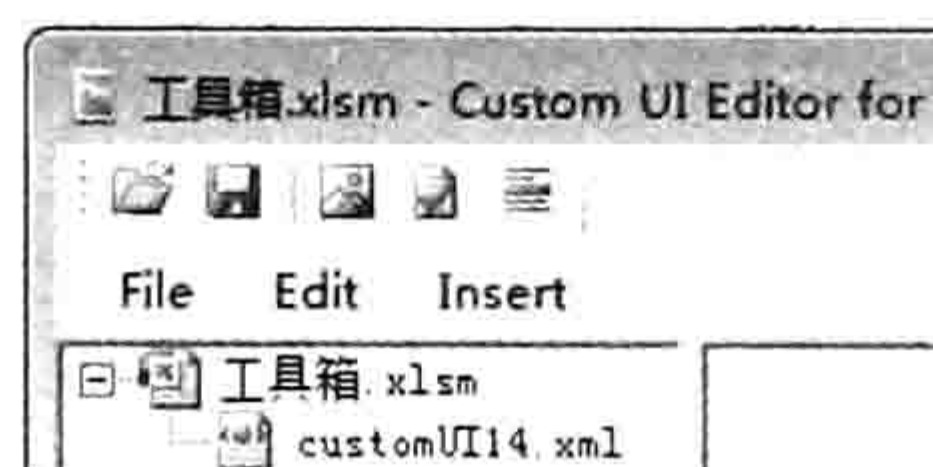 工具箱.xlsm - Custom UI Editor for
File Edit Insert
工具箱.xlsm
customUI14.xml